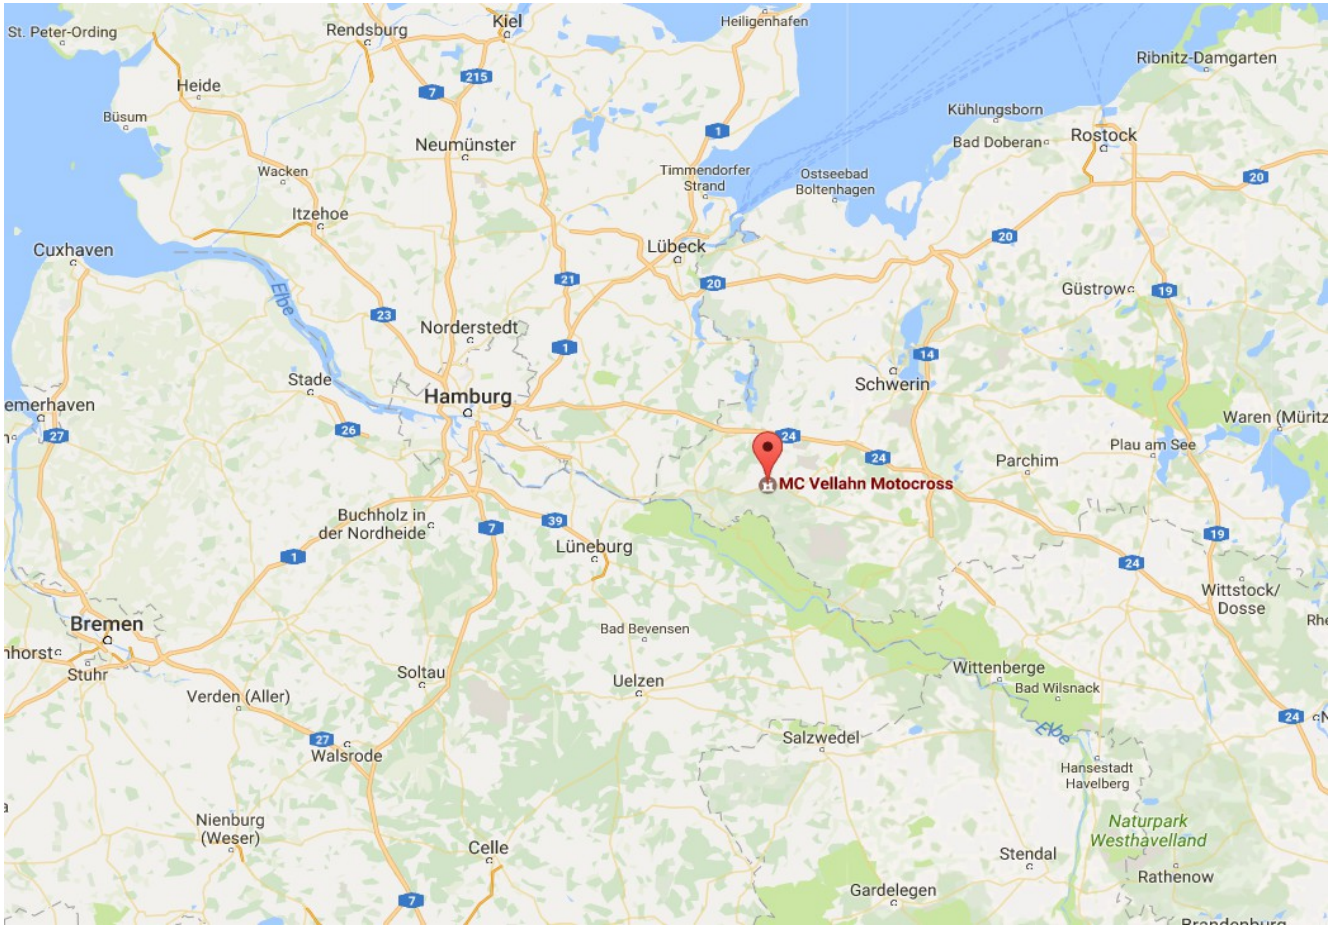 St. Peter-Ording
Rendsburg
Kiel
Heiligenhafen
Ribnitz-Damgarten
215
7
Heide
Büsum
Kühlungsborn
1
Rostock
Bad Doberan
Neumünster
Wacken
Timmendorfer
Strand
Ostseebad
Boltenhagen
20
Itzehoe
Cuxhaven
Lübeck
20
Elbe
21
20
Güstrow
19
23
Norderstedt
1
14
Stade
Schwerin
Hamburg
emerhaven
27
26
24
Waren (Müritz
Plau am See
24
Parchim
MC Vellahn Motocross
Buchholz in
der Nordheide
39
7
19
Lüneburg
1
24
Wittstock/
Dosse
Bremen
Bad Bevensen
Rhe
nhorst
Stuhr
Soltau
Wittenberge
Uelzen
Bad Wilsnack
Verden (Aller)
24
N
27
Walsrode
Salzwedel
Elbe
Hansestadt
Havelberg
Nienburg
(Weser)
Naturpark
Westhavelland
Celle
Stendal
Rathenow
Gardelegen
7
Brandenburg